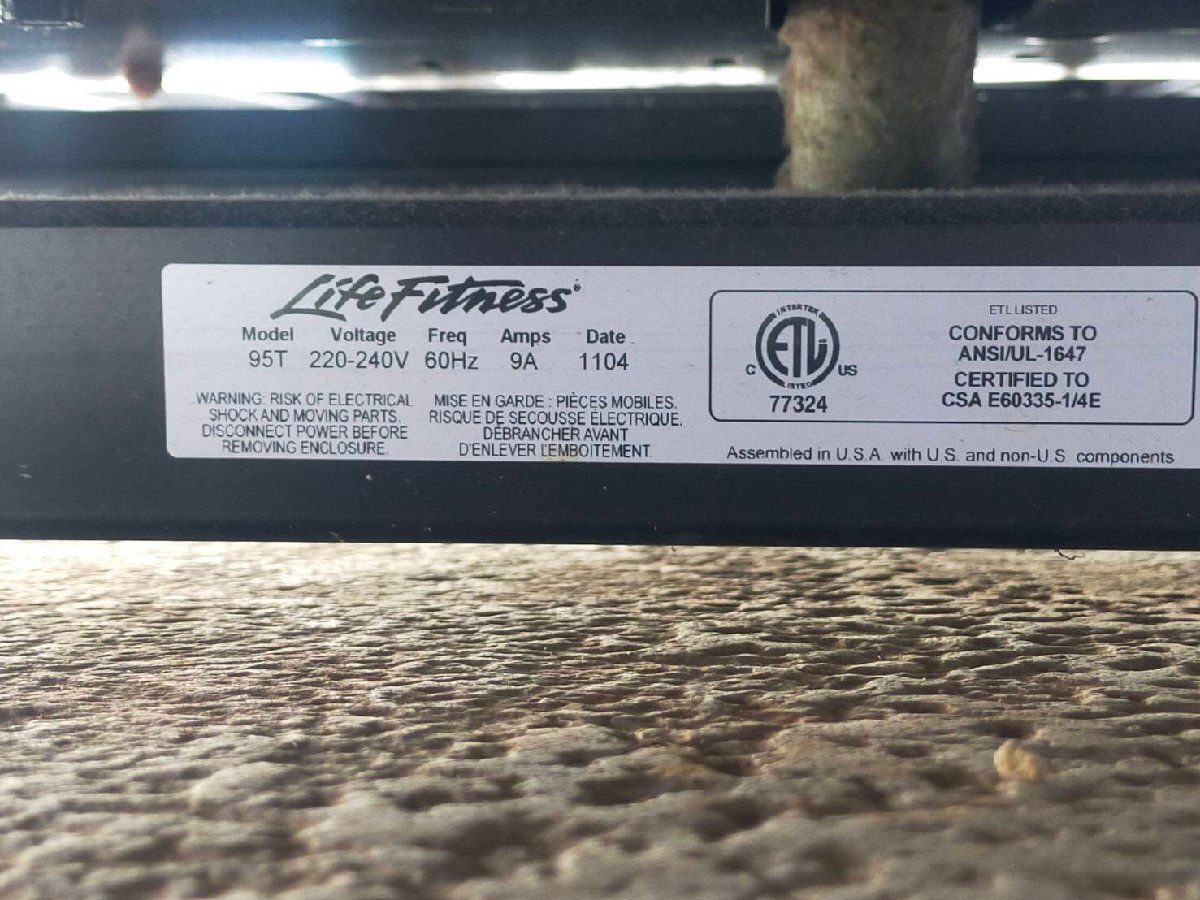 Life Fitness
Model Voltage Freq Amps Date
95T 220-240V 60Hz 9A 1104
WARNING: RISK OF ELECTRICAL
SHOCK AND MOVING PARTS.
DISCONNECT POWER BEFORE
REMOVING ENCLOSURE.
MISE EN GARDE : PIÈCES MOBILES.
RISQUE DE SECOUSSE ÉLECTRIQUE.
DÉBRANCHER AVANT
D'ENLEVER L'EMBOITEMENT.
INTERTEK
ETL
LISTED
C US
77324
ETL LISTED
CONFORMS TO
ANSI/UL-1647
CERTIFIED TO
CSA E60335-1/4E
Assembled in U.S.A. with U.S. and non-U.S. components